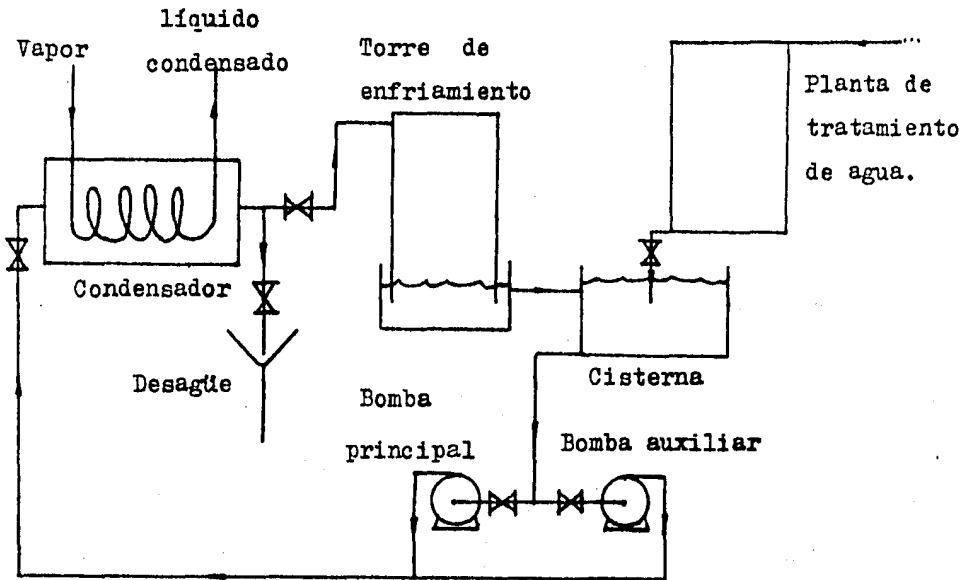 líquido
Vapor
condensado
Torre de
enfriamiento
Planta de
tratamiento
de agua.
Condensador
Desagüe
Cisterna
Bomba
principal
Bomba auxiliar